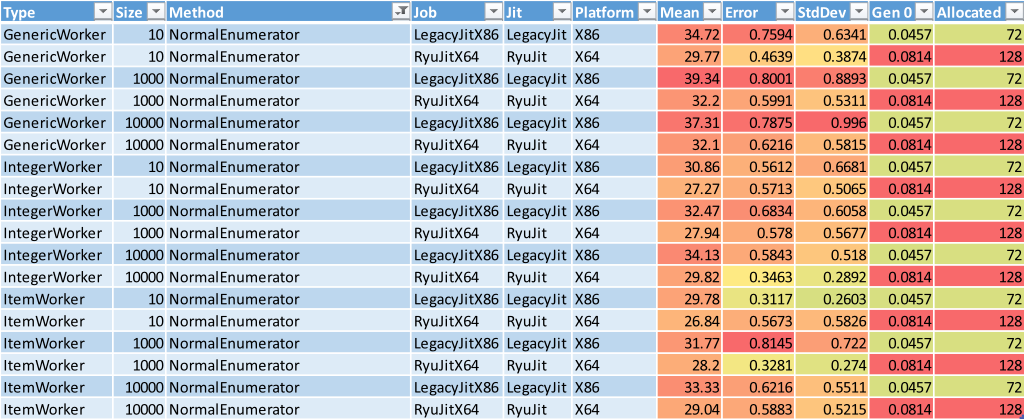 Type Size Method Job Jit Platform Mean Error StdDev Gen 0 Allocated
GenericWorker 10 NormalEnumerator LegacyJitX86 LegacyJit X86 34.72 0.7594 0.6341 0.0457 72
GenericWorker 10 NormalEnumerator RyuJitX64 RyuJit X64 29.77 0.4639 0.3874 0.0814 128
GenericWorker 1000 NormalEnumerator LegacyJitX86 LegacyJit X86 39.34 0.8001 0.8893 0.0457 72
GenericWorker 1000 NormalEnumerator RyuJitX64 RyuJit X64 32.2 0.5991 0.5311 0.0814 128
GenericWorker 10000 NormalEnumerator LegacyJitX86 LegacyJit X86 37.31 0.7875 0.996 0.0457 72
GenericWorker 10000 NormalEnumerator RyuJitX64 RyuJit X64 32.1 0.6216 0.5815 0.0814 128
IntegerWorker 10 NormalEnumerator LegacyJitX86 LegacyJit X86 30.86 0.5612 0.6681 0.0457 72
IntegerWorker 10 NormalEnumerator RyuJitX64 RyuJit X64 27.27 0.5713 0.5065 0.0814 128
IntegerWorker 1000 NormalEnumerator LegacyJitX86 LegacyJit X86 32.47 0.6834 0.6058 0.0457 72
IntegerWorker 1000 NormalEnumerator RyuJitX64 RyuJit X64 27.94 0.578 0.5677 0.0814 128
IntegerWorker 10000 NormalEnumerator LegacyJitX86 LegacyJit X86 34.13 0.5843 0.518 0.0457 72
IntegerWorker 10000 NormalEnumerator RyuJitX64 RyuJit X64 29.82 0.3463 0.2892 0.0814 128
ItemWorker 10 NormalEnumerator LegacyJitX86 LegacyJit X86 29.78 0.3117 0.2603 0.0457 72
ItemWorker 10 NormalEnumerator RyuJitX64 RyuJit X64 26.84 0.5673 0.5826 0.0814 128
ItemWorker 1000 NormalEnumerator LegacyJitX86 LegacyJit X86 31.77 0.8145 0.722 0.0457 72
ItemWorker 1000 NormalEnumerator RyuJitX64 RyuJit X64 28.2 0.3281 0.274 0.0814 128
ItemWorker 10000 NormalEnumerator LegacyJitX86 LegacyJit X86 33.33 0.6216 0.5511 0.0457 72
ItemWorker 10000 NormalEnumerator RyuJitX64 RyuJit X64 29.04 0.5883 0.5215 0.0814 128